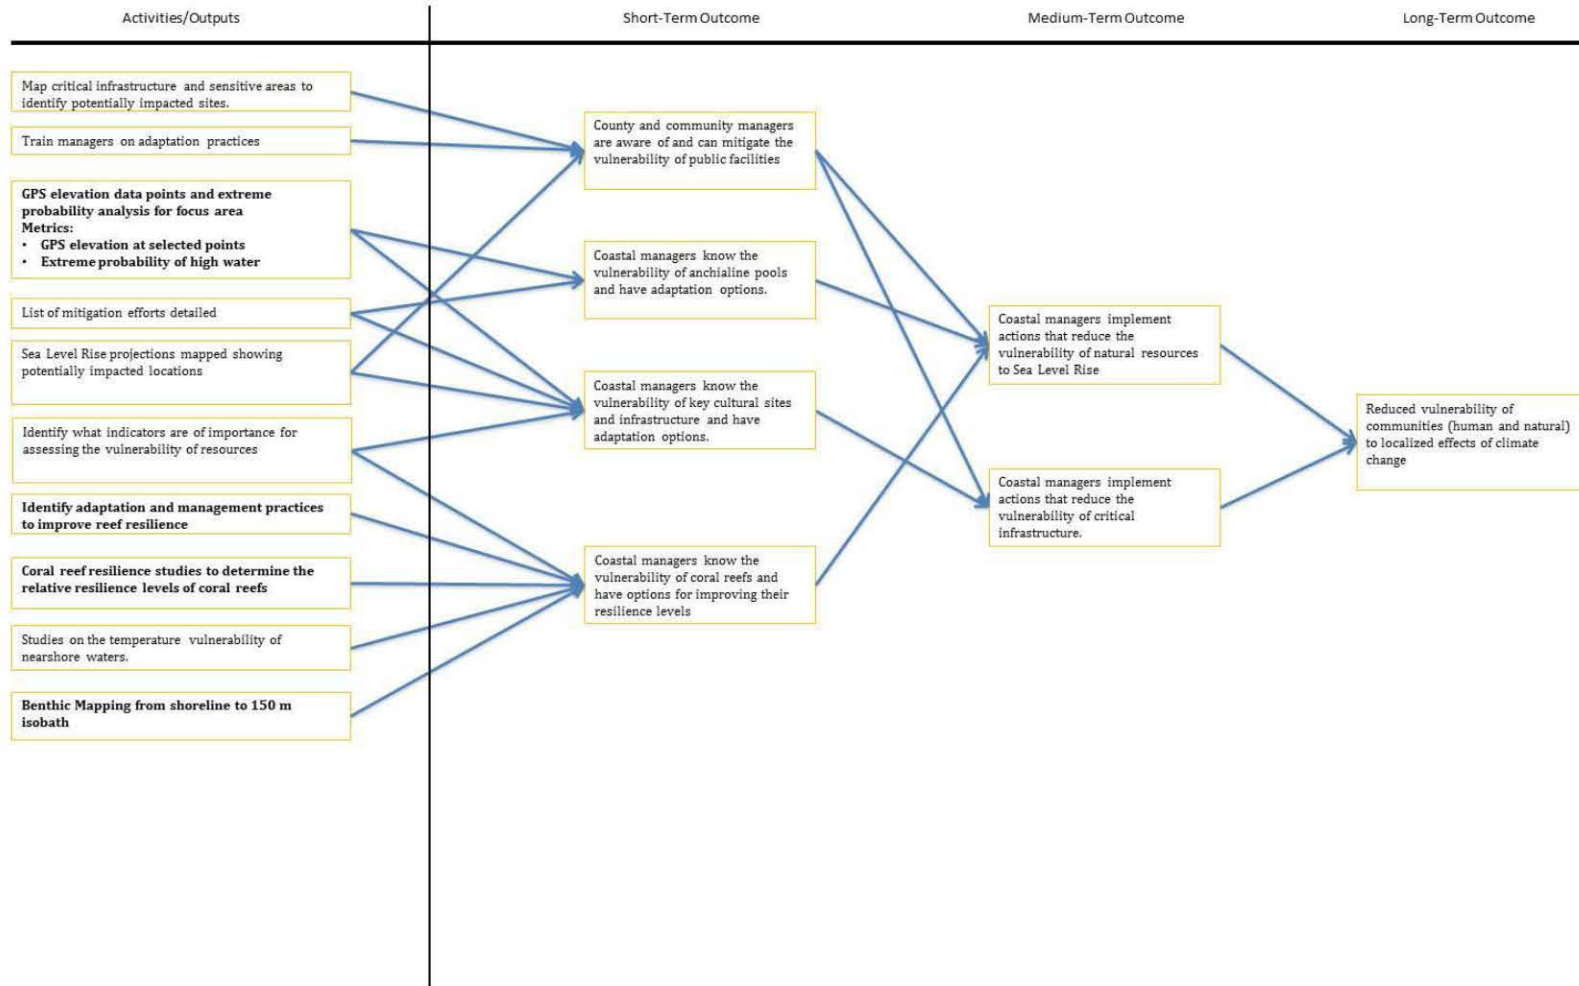 Activities/Outputs
Short-Term Outcome
Medium-Term Outcome
Long-Term Outcome
Map critical infrastructure and sensitive areas to
identify potentially impacted sites.
Train managers on adaptation practices
GPS elevation data points and extreme
probability analysis for focus area
Metrics:
• GPS elevation at selected points
• Extreme probability of high water
List of mitigation efforts detailed
Sea Level Rise projections mapped showing
potentially impacted locations
Identify what indicators are of importance for
assessing the vulnerability of resources
Identify adaptation and management practices
to improve reef resilience
Coral reef resilience studies to determine the
relative resilience levels of coral reefs
Studies on the temperature vulnerability of
nearshore waters.
Benthic Mapping from shoreline to 150 m
isobath
County and community managers
are aware of and can mitigate the
vulnerability of public facilities
Coastal managers know the
vulnerability of anchialine pools
and have adaptation options.
Coastal managers know the
vulnerability of key cultural sites
and infrastructure and have
adaptation options.
Coastal managers know the
vulnerability of coral reefs and
have options for improving their
resilience levels
Coastal managers implement
actions that reduce the
vulnerability of natural resources
to Sea Level Rise
Coastal managers implement
actions that reduce the
vulnerability of critical
infrastructure.
Reduced vulnerability of
communities (human and natural)
to localized effects of climate
change